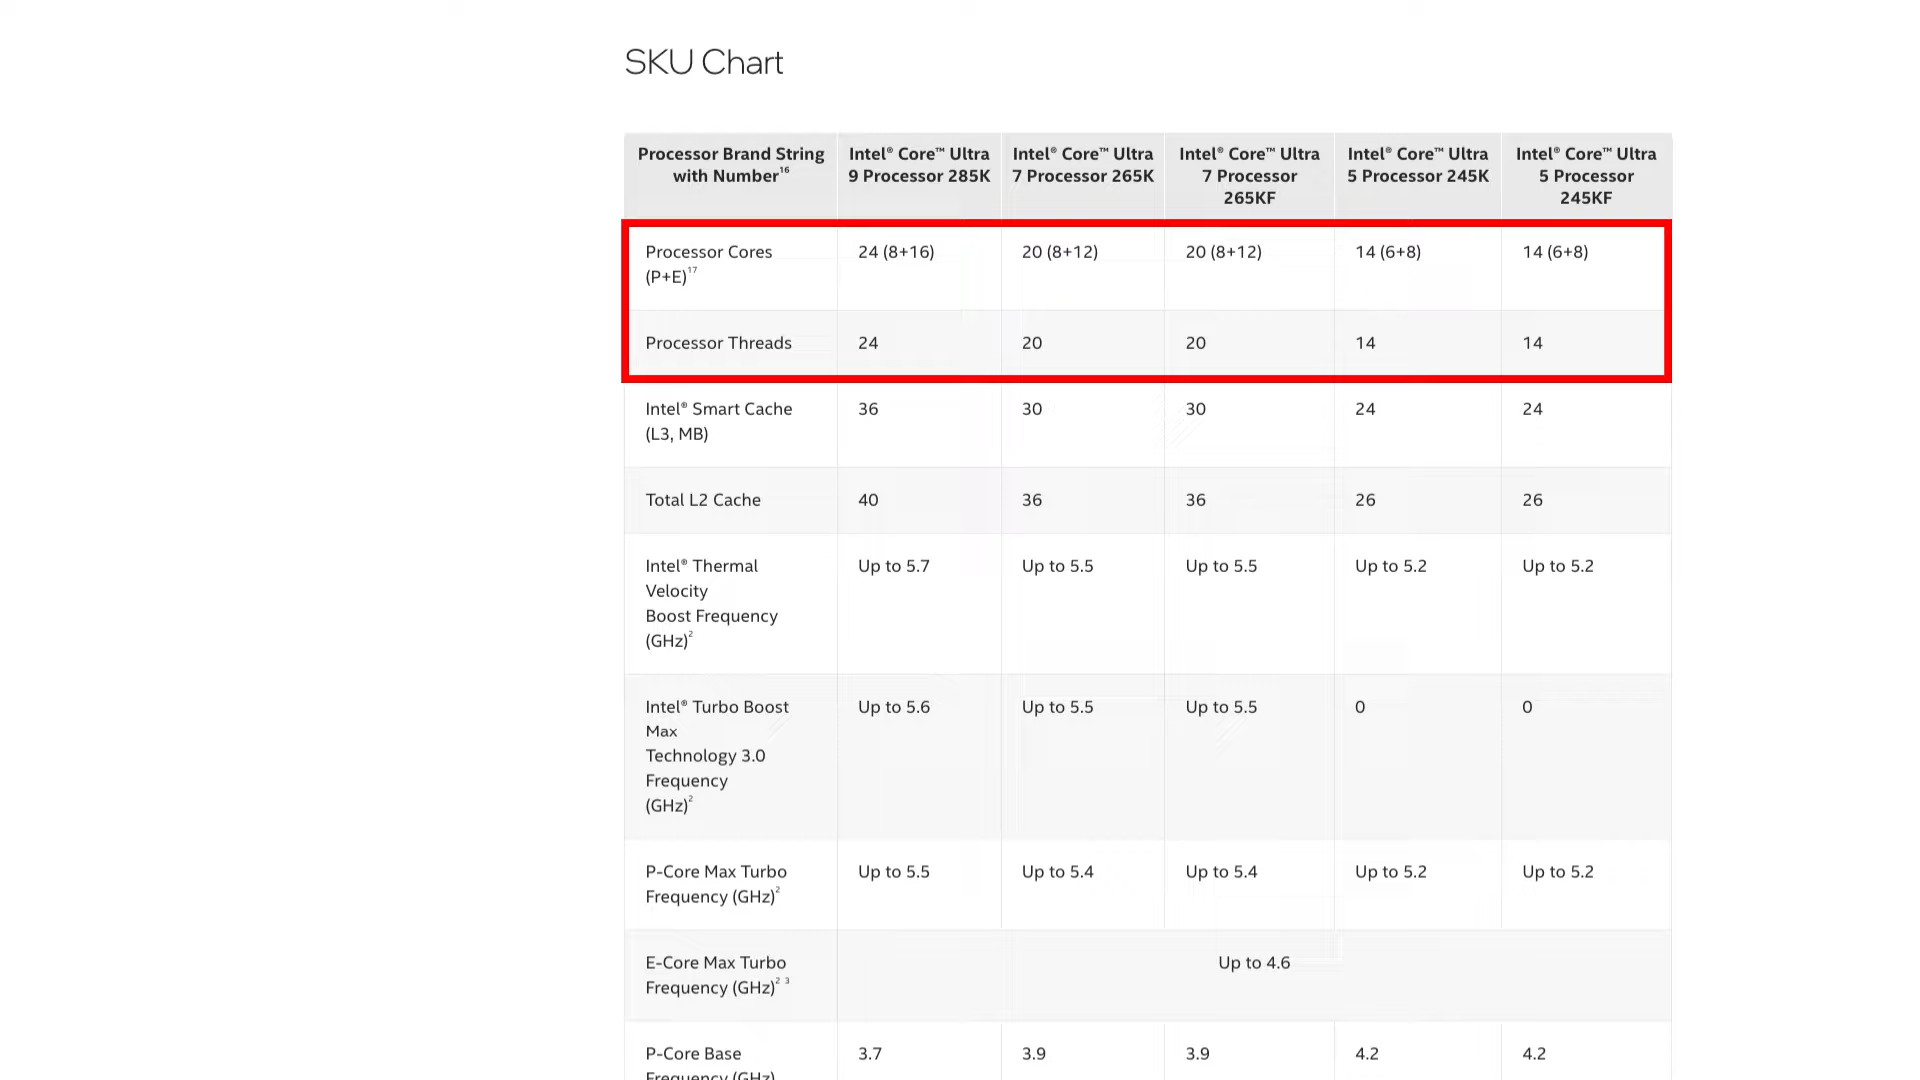 SKU Chart
Processor Brand String with Number16
Intel® Core™ Ultra 9 Processor 285K
Intel® Core™ Ultra 7 Processor 265K
Intel® Core™ Ultra 7 Processor 265KF
Intel® Core™ Ultra 5 Processor 245K
Intel® Core™ Ultra 5 Processor 245KF
Processor Cores (P+E)17
24 (8+16)
20 (8+12)
20 (8+12)
14 (6+8)
14 (6+8)
Processor Threads
24
20
20
14
14
Intel® Smart Cache (L3, MB)
36
30
30
24
24
Total L2 Cache
40
36
36
26
26
Intel® Thermal Velocity Boost Frequency (GHz)2
Up to 5.7
Up to 5.5
Up to 5.5
Up to 5.2
Up to 5.2
Intel® Turbo Boost Max Technology 3.0 Frequency (GHz)2
Up to 5.6
Up to 5.5
Up to 5.5
0
0
P-Core Max Turbo Frequency (GHz)2
Up to 5.5
Up to 5.4
Up to 5.4
Up to 5.2
Up to 5.2
E-Core Max Turbo Frequency (GHz)2 3
Up to 4.6
P-Core Base Frequency (GHz)
3.7
3.9
3.9
4.2
4.2